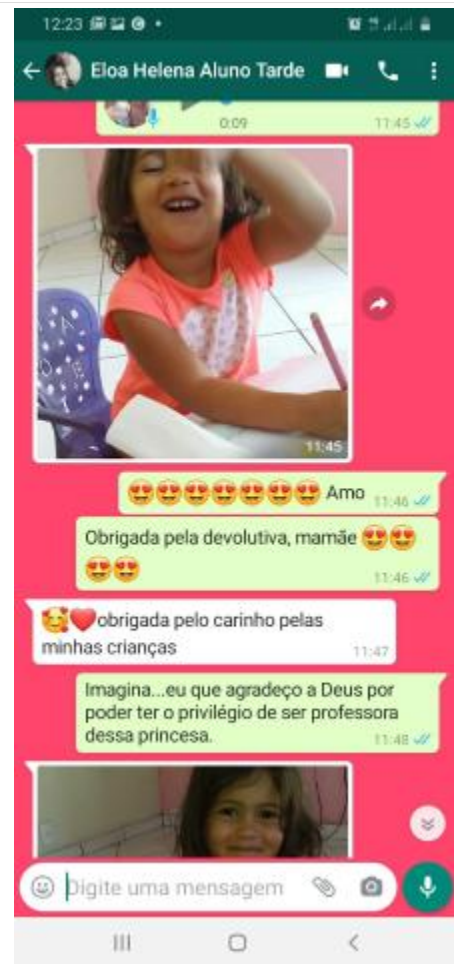 12:23
Eloa Helena Aluno Tarde
0:09 11:45
11:45
Amo 11:46
Obrigada pela devolutiva, mamãe
11:46
obrigada pelo carinho pelas
minhas crianças 11:47
Imagina...eu que agradeço a Deus por
poder ter o privilégio de ser professora
dessa princesa. 11:48
Digite uma mensagem